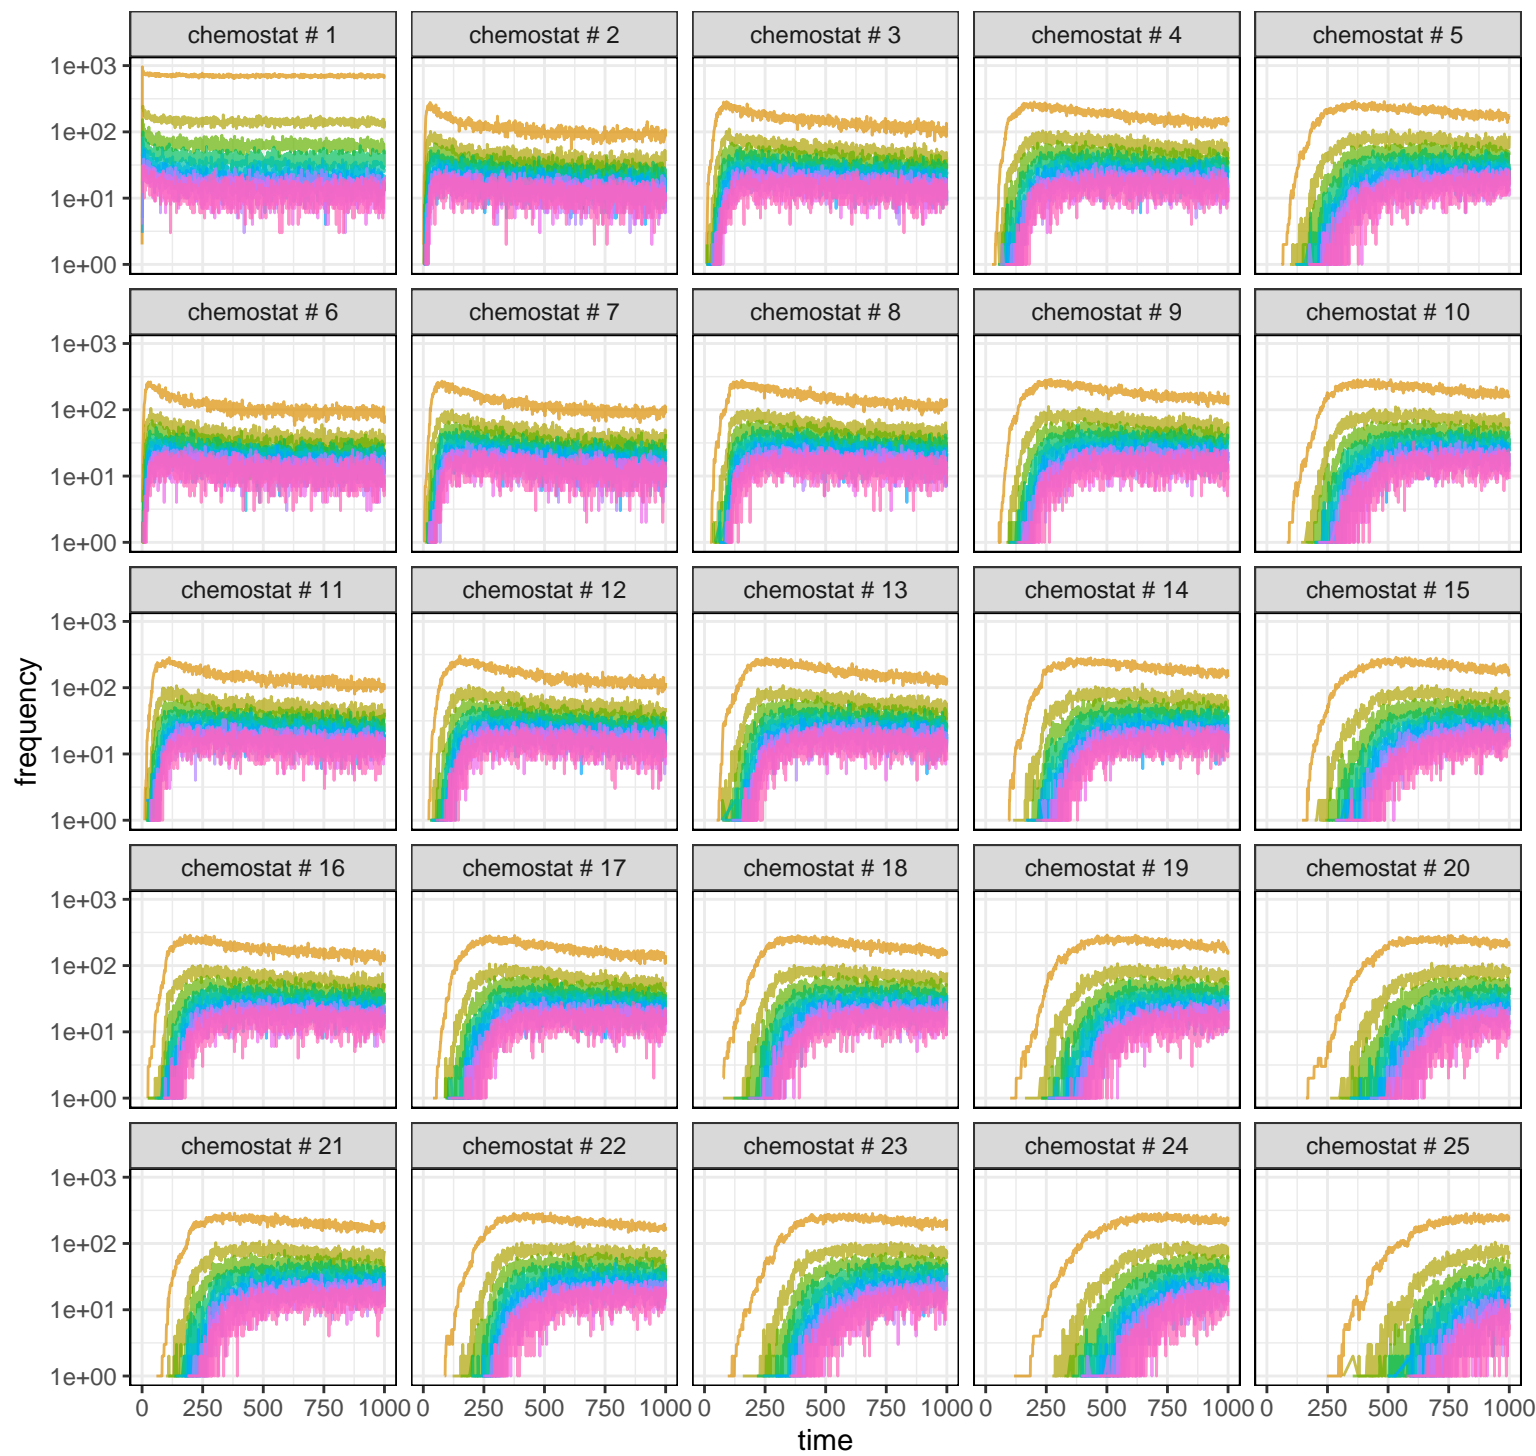 chemostat # 1 chemostat # 2 chemostat # 3 chemostat # 4 chemostat # 5
1e+03
1e+02
1e+01
1e+00
chemostat # 6 chemostat # 7 chemostat # 8 chemostat # 9 chemostat # 10
1e+03
1e+02
1e+01
1e+00
chemostat # 11 chemostat # 12 chemostat # 13 chemostat # 14 chemostat # 15
1e+03
1e+02
1e+01
1e+00
frequency
chemostat # 16 chemostat # 17 chemostat # 18 chemostat # 19 chemostat # 20
1e+03
1e+02
1e+01
1e+00
chemostat # 21 chemostat # 22 chemostat # 23 chemostat # 24 chemostat # 25
1e+03
1e+02
1e+01
1e+00
0 250 500 750 1000 0 250 500 750 1000 0 250 500 750 1000 0 250 500 750 1000 0 250 500 750 1000
time